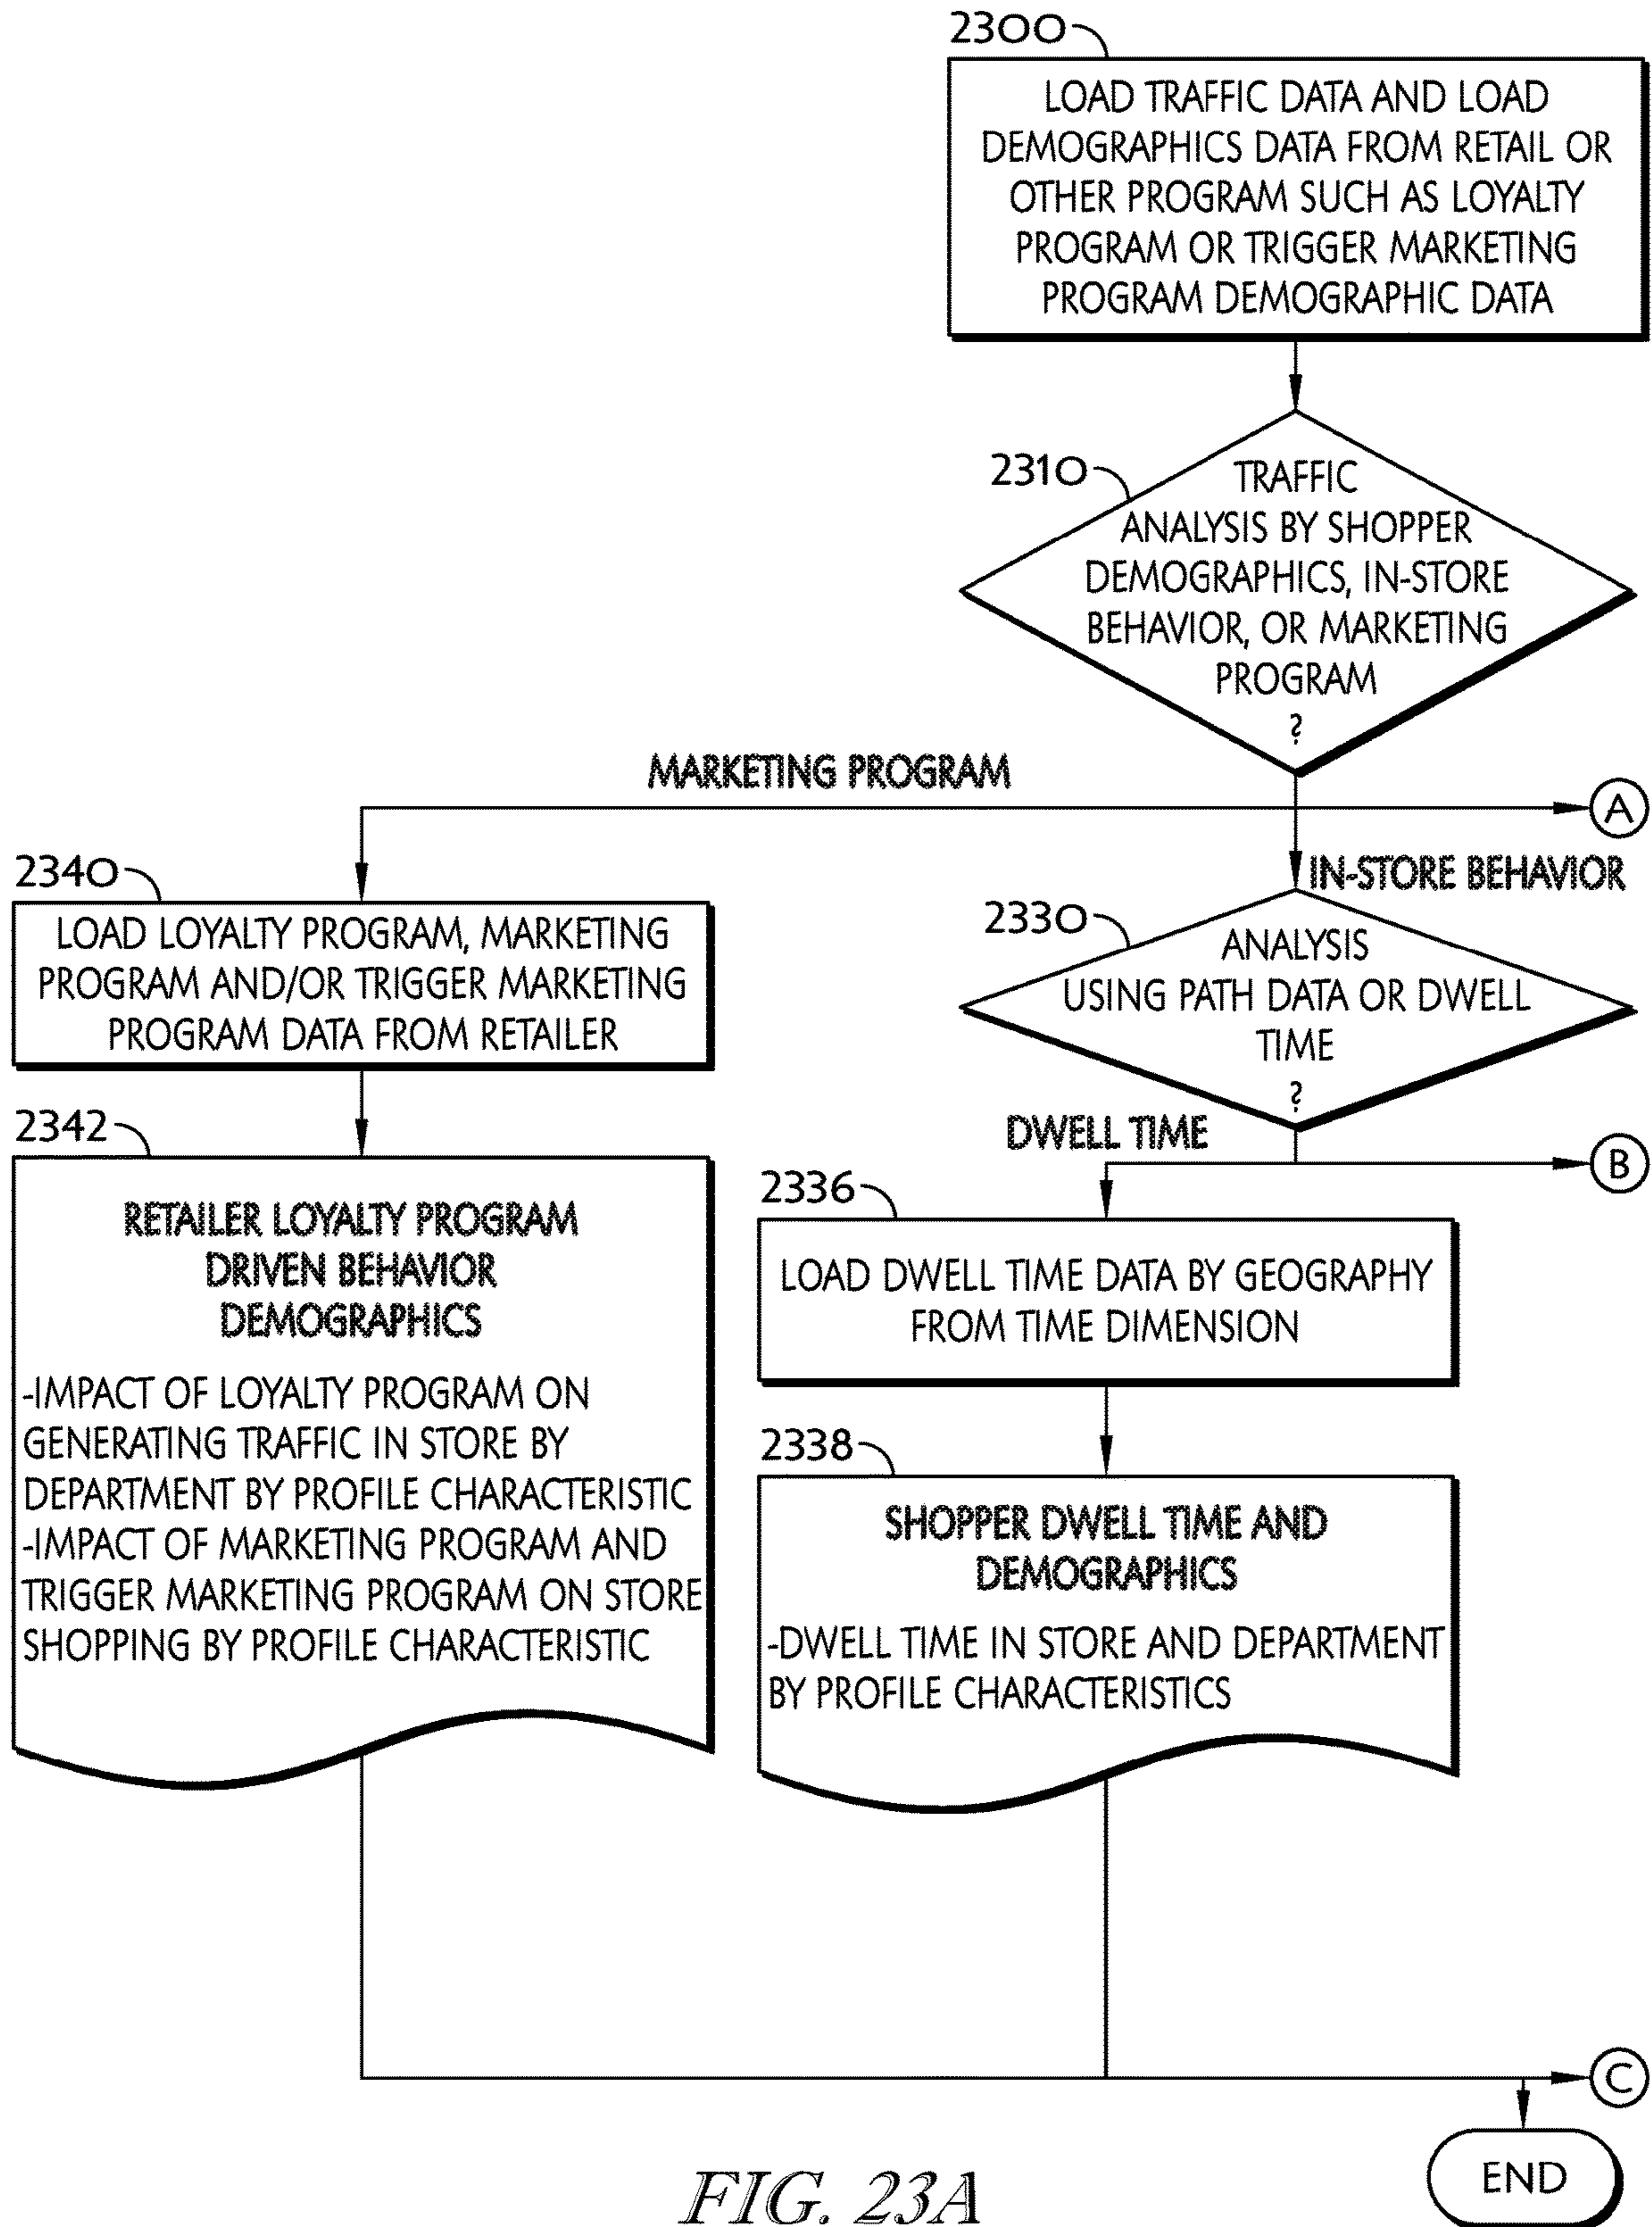 2300
LOAD TRAFFIC DATA AND LOAD
DEMOGRAPHICS DATA FROM RETAIL OR
OTHER PROGRAM SUCH AS LOYALTY
PROGRAM OR TRIGGER MARKETING
PROGRAM DEMOGRAPHIC DATA
2310
TRAFFIC
ANALYSIS BY SHOPPER
DEMOGRAPHICS, IN-STORE
BEHAVIOR, OR MARKETING
PROGRAM
?
MARKETING PROGRAM
A
IN-STORE BEHAVIOR
2340
LOAD LOYALTY PROGRAM, MARKETING
PROGRAM AND/OR TRIGGER MARKETING
PROGRAM DATA FROM RETAILER
2330
ANALYSIS
USING PATH DATA OR DWELL
TIME
?
DWELL TIME
B
2342
RETAILER LOYALTY PROGRAM
DRIVEN BEHAVIOR
DEMOGRAPHICS
-IMPACT OF LOYALTY PROGRAM ON
GENERATING TRAFFIC IN STORE BY
DEPARTMENT BY PROFILE CHARACTERISTIC
-IMPACT OF MARKETING PROGRAM AND
TRIGGER MARKETING PROGRAM ON STORE
SHOPPING BY PROFILE CHARACTERISTIC
2336
LOAD DWELL TIME DATA BY GEOGRAPHY
FROM TIME DIMENSION
2338
SHOPPER DWELL TIME AND
DEMOGRAPHICS
-DWELL TIME IN STORE AND DEPARTMENT
BY PROFILE CHARACTERISTICS
C
END
FIG. 23A